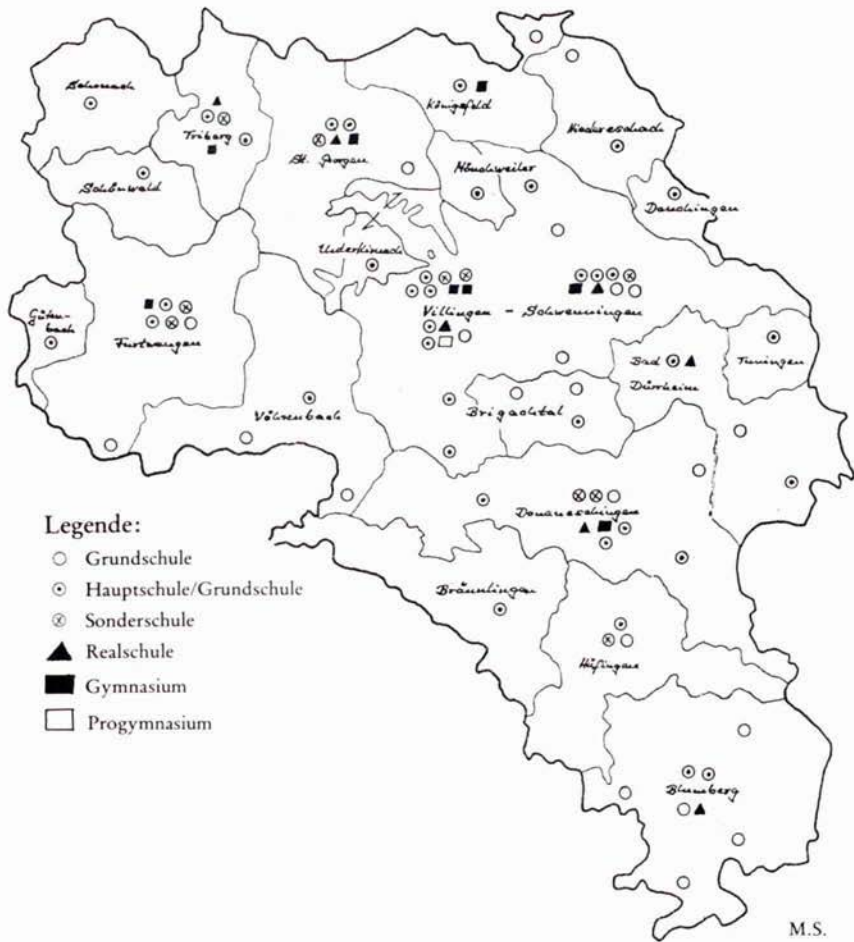 Schonach
Triberg
St. Georgen
Königsfeld
Niedereschach
Schönwald
Mönchweiler
Dauchingen
Unterkirnach
Gütenbach
Furtwangen
Villingen - Schwenningen
Bad Dürrheim
Tuningen
Vöhrenbach
Brigachtal
Donaueschingen
Bräunlingen
Hüfingen
Blumberg
Legende:
Grundschule
Hauptschule/Grundschule
Sonderschule
Realschule
Gymnasium
Progymnasium
M.S.